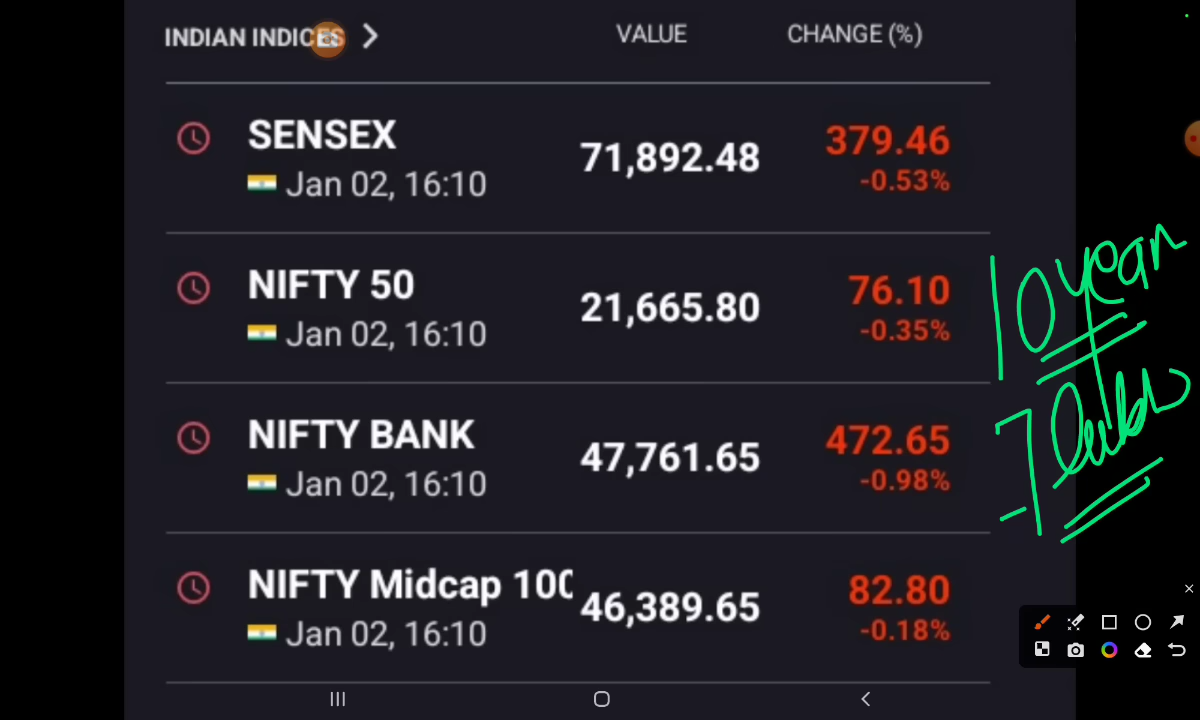 INDIAN INDICES VALUE CHANGE (%)
SENSEX 71,892.48 379.46
Jan 02, 16:10 -0.53%
NIFTY 50 21,665.80 76.10
Jan 02, 16:10 -0.35%
NIFTY BANK 47,761.65 472.65
Jan 02, 16:10 -0.98%
NIFTY Midcap 100 46,389.65 82.80
Jan 02, 16:10 -0.18%
10 year